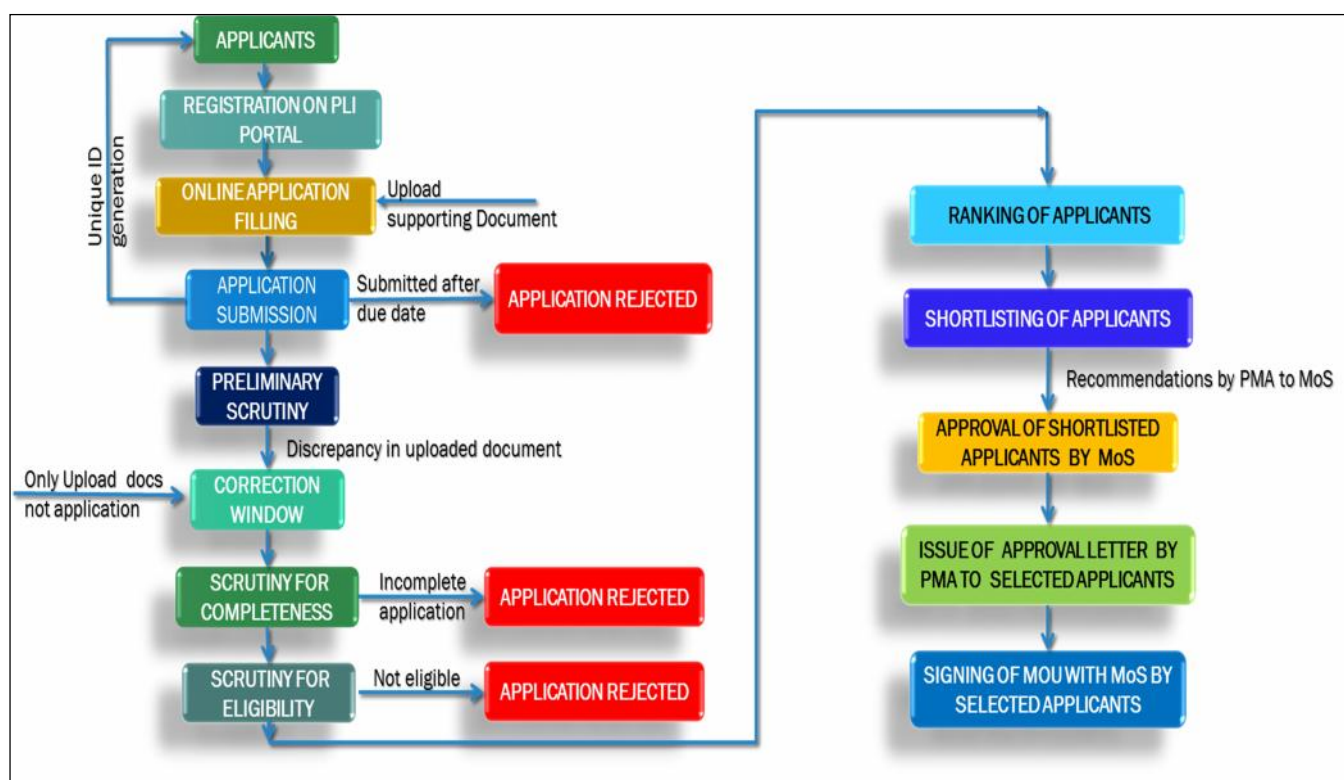 APPLICANTS
REGISTRATION ON PLI
PORTAL
Unique ID
generation
ONLINE APPLICATION
FILLING
Upload
supporting Document
APPLICATION
SUBMISSION
Submitted after
due date
APPLICATION REJECTED
PRELIMINARY
SCRUTINY
Discrepancy in uploaded document
Only Upload docs
not application
CORRECTION
WINDOW
SCRUTINY FOR
COMPLETENESS
Incomplete
application
APPLICATION REJECTED
SCRUTINY FOR
ELIGIBILITY
Not eligible
APPLICATION REJECTED
RANKING OF APPLICANTS
SHORTLISTING OF APPLICANTS
Recommendations by PMA to MoS
APPROVAL OF SHORTLISTED
APPLICANTS BY MoS
ISSUE OF APPROVAL LETTER BY
PMA TO SELECTED APPLICANTS
SIGNING OF MOU WITH MoS BY
SELECTED APPLICANTS